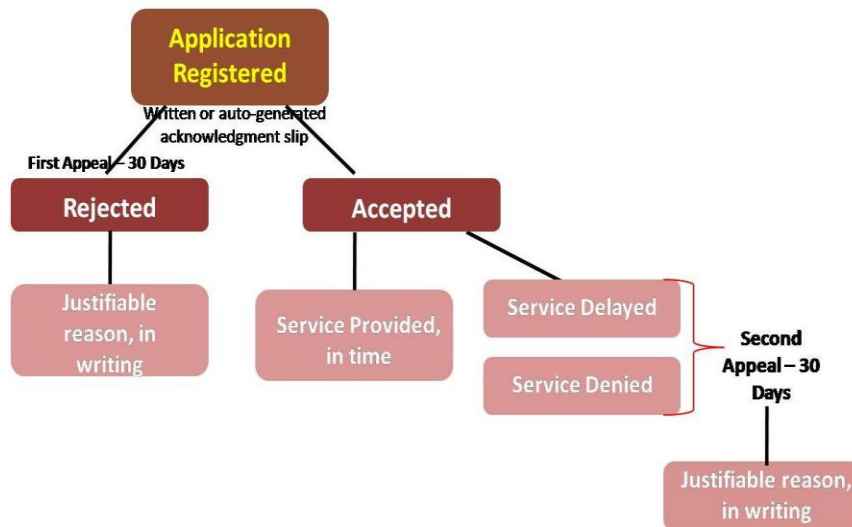 Application
Registered
Written or auto-generated
acknowledgment slip
First Appeal – 30 Days
Rejected
Accepted
Justifiable
reason, in
writing
Service Provided,
in time
Service Delayed
Service Denied
Second
Appeal – 30
Days
Justifiable reason,
in writing